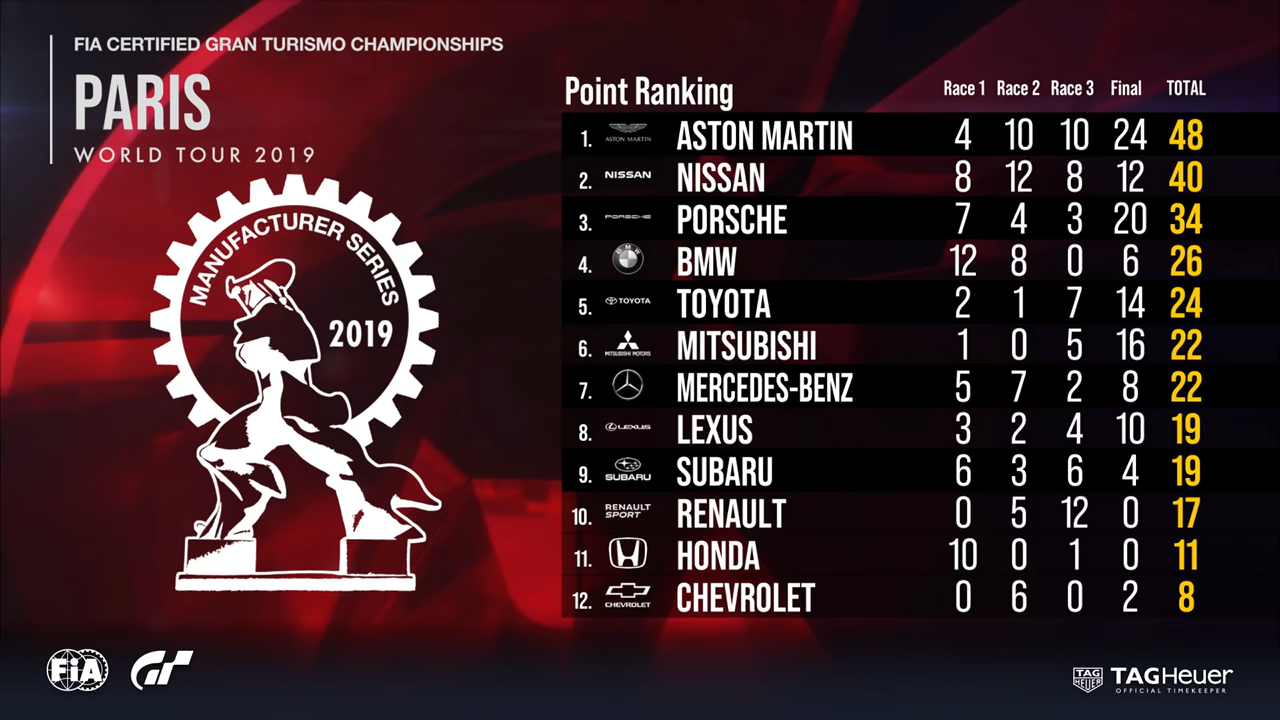 FIA CERTIFIED GRAN TURISMO CHAMPIONSHIPS
PARIS
WORLD TOUR 2019
MANUFACTURER SERIES
2019
Point Ranking Race 1 Race 2 Race 3 Final TOTAL
1. ASTON MARTIN ASTON MARTIN 4 10 10 24 48
2. NISSAN NISSAN 8 12 8 12 40
3. PORSCHE PORSCHE 7 4 3 20 34
4. BMW BMW 12 8 0 6 26
5. TOYOTA TOYOTA 2 1 7 14 24
6. MITSUBISHI MOTORS MITSUBISHI 1 0 5 16 22
7. MERCEDES-BENZ 5 7 2 8 22
8. LEXUS LEXUS 3 2 4 10 19
9. SUBARU SUBARU 6 3 6 4 19
10. RENAULT SPORT RENAULT 0 5 12 0 17
11. HONDA 10 0 1 0 11
12. CHEVROLET CHEVROLET 0 6 0 2 8
FiA GT
TAG HEUER TAGHeuer
OFFICIAL TIMEKEEPER